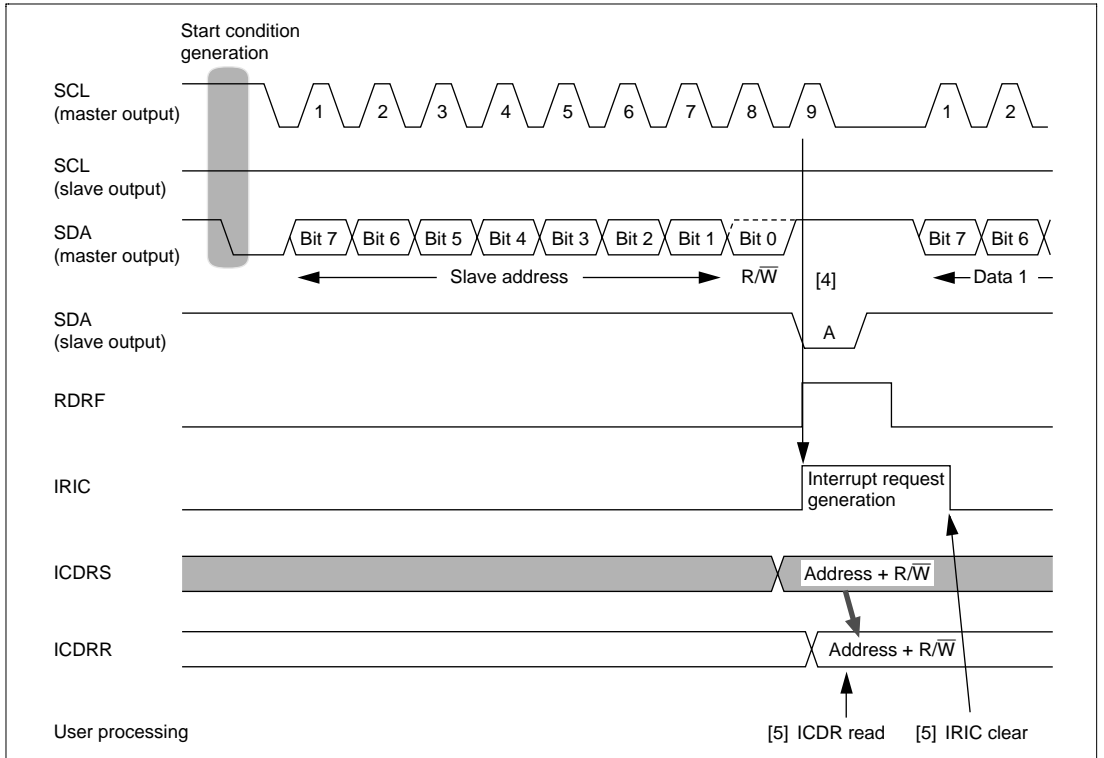 Start condition
generation
SCL
(master output)
1 2 3 4 5 6 7 8 9 1 2
SCL
(slave output)
SDA
(master output)
Bit 7 Bit 6 Bit 5 Bit 4 Bit 3 Bit 2 Bit 1 Bit 0 Bit 7 Bit 6
Slave address R/W̅ [4] Data 1
SDA
(slave output)
A
RDRF
IRIC
Interrupt request
generation
ICDRS
Address + R/W̅
ICDRR
Address + R/W̅
User processing
[5] ICDR read [5] IRIC clear